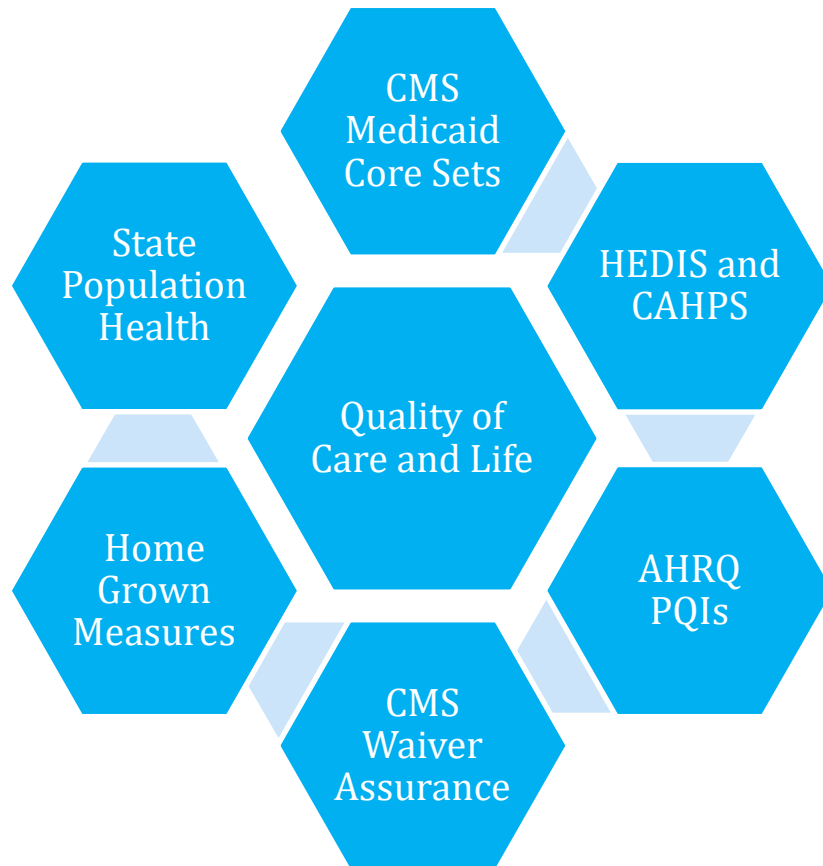 CMS
Medicaid
Core Sets
HEDIS and
CAHPS
AHRQ
PQIs
CMS
Waiver
Assurance
Home
Grown
Measures
State
Population
Health
Quality of
Care and Life